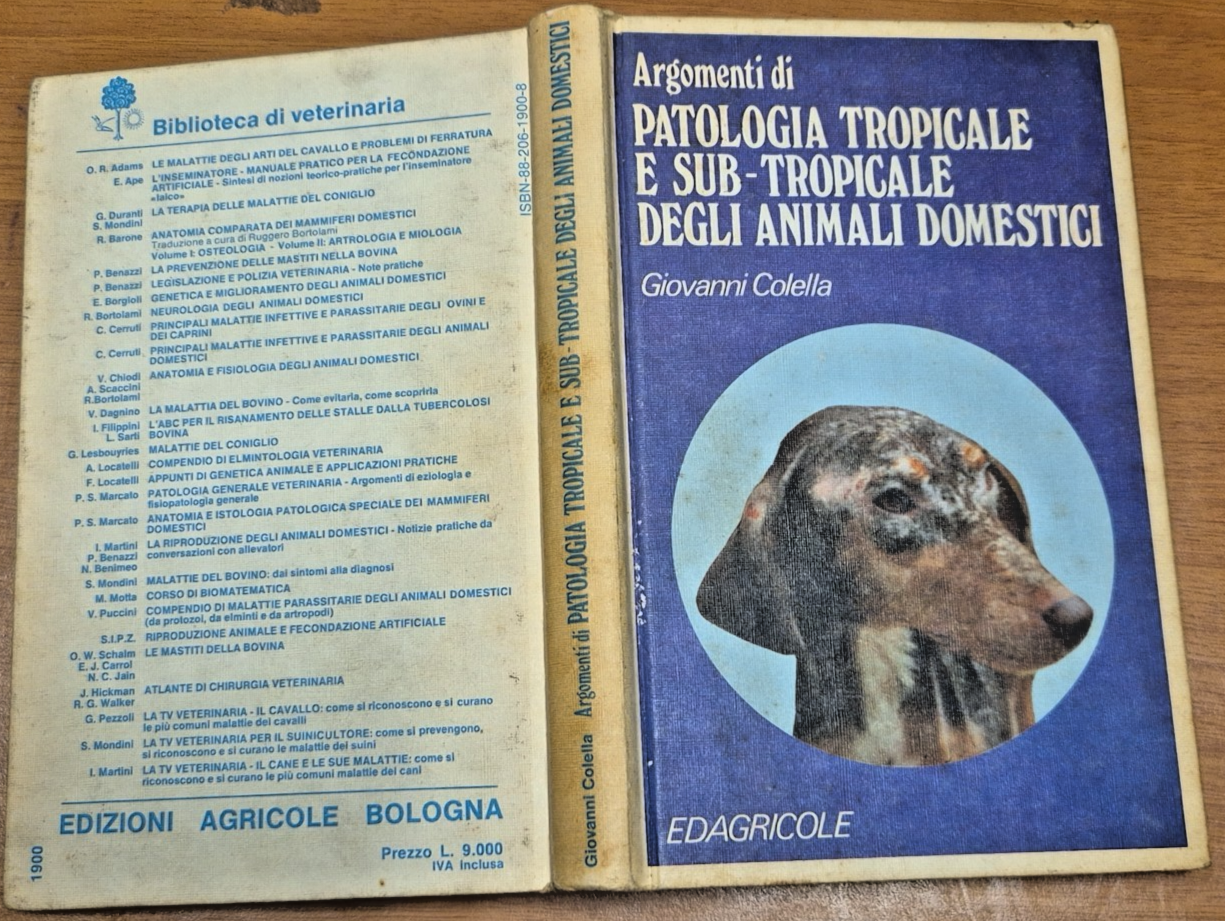 Biblioteca di veterinaria
O. R. Adams LE MALATTIE DEGLI ARTI DEL CAVALLO E PROBLEMI DI FERRATURA
E. Ape L'INSEMINATORE - MANUALE PRATICO PER LA FECONDAZIONE
ARTIFICIALE - Sintesi di nozioni teorico-pratiche per l'inseminatore
«laico»
G. Duranti LA TERAPIA DELLE MALATTIE DEL CONIGLIO
S. Mondini
R. Barone ANATOMIA COMPARATA DEI MAMMIFERI DOMESTICI
Traduzione a cura di Ruggero Bortolami
Volume I: OSTEOLOGIA - Volume II: ARTROLOGIA E MIOLOGIA
P. Benazzi LA PREVENZIONE DELLE MASTITI NELLA BOVINA
P. Benazzi LEGISLAZIONE E POLIZIA VETERINARIA - Note pratiche
E. Borgioli GENETICA E MIGLIORAMENTO DEGLI ANIMALI DOMESTICI
R. Bortolami NEUROLOGIA DEGLI ANIMALI DOMESTICI
C. Cerruti PRINCIPALI MALATTIE INFETTIVE E PARASSITARIE DEGLI OVINI E
DEI CAPRINI
C. Cerruti PRINCIPALI MALATTIE INFETTIVE E PARASSITARIE DEGLI ANIMALI
DOMESTICI
V. Chiodi ANATOMIA E FISIOLOGIA DEGLI ANIMALI DOMESTICI
A. Scaccini
R.Bortolami
V. Dagnino LA MALATTIA DEL BOVINO - Come evitarla, come scoprirla
I. Filippini L'ABC PER IL RISANAMENTO DELLE STALLE DALLA TUBERCOLOSI
L. Sarti BOVINA
G. Lesbouyries MALATTIE DEL CONIGLIO
A. Locatelli COMPENDIO DI ELMINTOLOGIA VETERINARIA
F. Locatelli APPUNTI DI GENETICA ANIMALE E APPLICAZIONI PRATICHE
P. S. Marcato PATOLOGIA GENERALE VETERINARIA - Argomenti di eziologia e
fisiopatologia generale
P. S. Marcato ANATOMIA E ISTOLOGIA PATOLOGICA SPECIALE DEI MAMMIFERI
DOMESTICI
I. Martini LA RIPRODUZIONE DEGLI ANIMALI DOMESTICI - Notizie pratiche da
P. Benazzi conversazioni con allevatori
N. Benimeo
S. Mondini MALATTIE DEL BOVINO: dai sintomi alla diagnosi
M. Motta CORSO DI BIOMATEMATICA
V. Puccini COMPENDIO DI MALATTIE PARASSITARIE DEGLI ANIMALI DOMESTICI
(da protozoi, da elminti e da artropodi)
S.I.P.Z. RIPRODUZIONE ANIMALE E FECONDAZIONE ARTIFICIALE
O. W. Schalm LE MASTITI DELLA BOVINA
E. J. Carrol
N. C. Jain
J. Hickman ATLANTE DI CHIRURGIA VETERINARIA
R. G. Walker
G. Pezzoli LA TV VETERINARIA - IL CAVALLO: come si riconoscono e si curano
le più comuni malattie dei cavalli
S. Mondini LA TV VETERINARIA PER IL SUINICULTORE: come si prevengono,
si riconoscono e si curano le malattie dei suini
I. Martini LA TV VETERINARIA - IL CANE E LE SUE MALATTIE: come si
riconoscono e si curano le più comuni malattie dei cani
EDIZIONI AGRICOLE BOLOGNA
Prezzo L. 9.000
IVA inclusa
1900
ISBN-88-206-1900-8
Giovanni Colella Argomenti di PATOLOGIA TROPICALE E SUB-TROPICALE DEGLI ANIMALI DOMESTICI
Argomenti di
PATOLOGIA TROPICALE
E SUB-TROPICALE
DEGLI ANIMALI DOMESTICI
Giovanni Colella
EDAGRICOLE